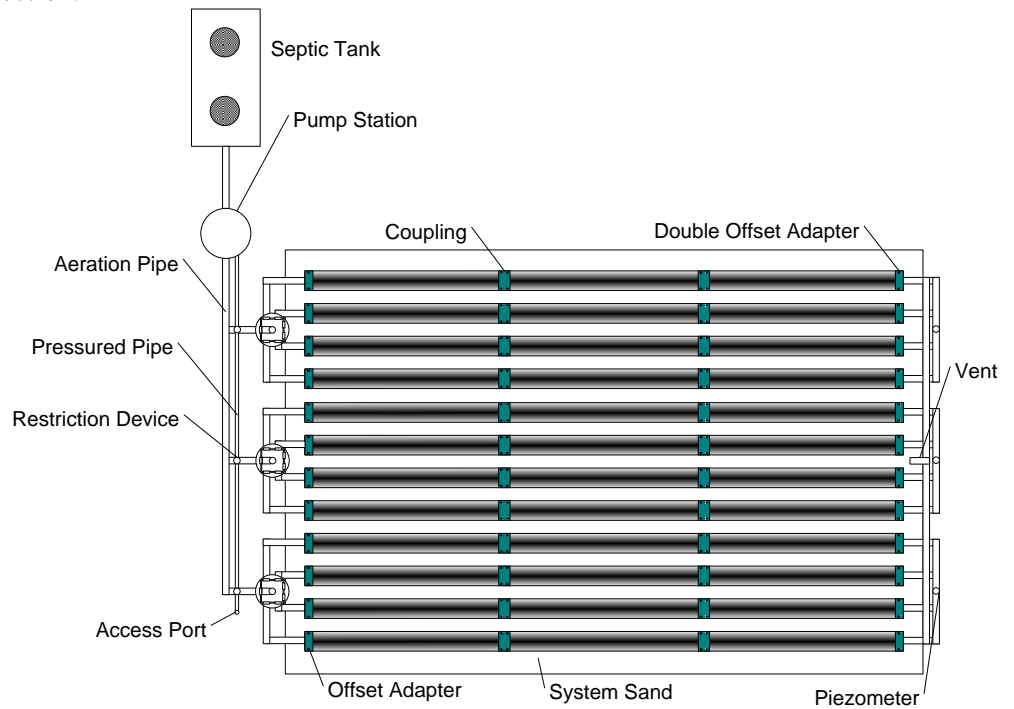 Septic Tank
Pump Station
Coupling
Double Offset Adapter
Aeration Pipe
Pressured Pipe
Vent
Restriction Device
Access Port
Offset Adapter
System Sand
Piezometer